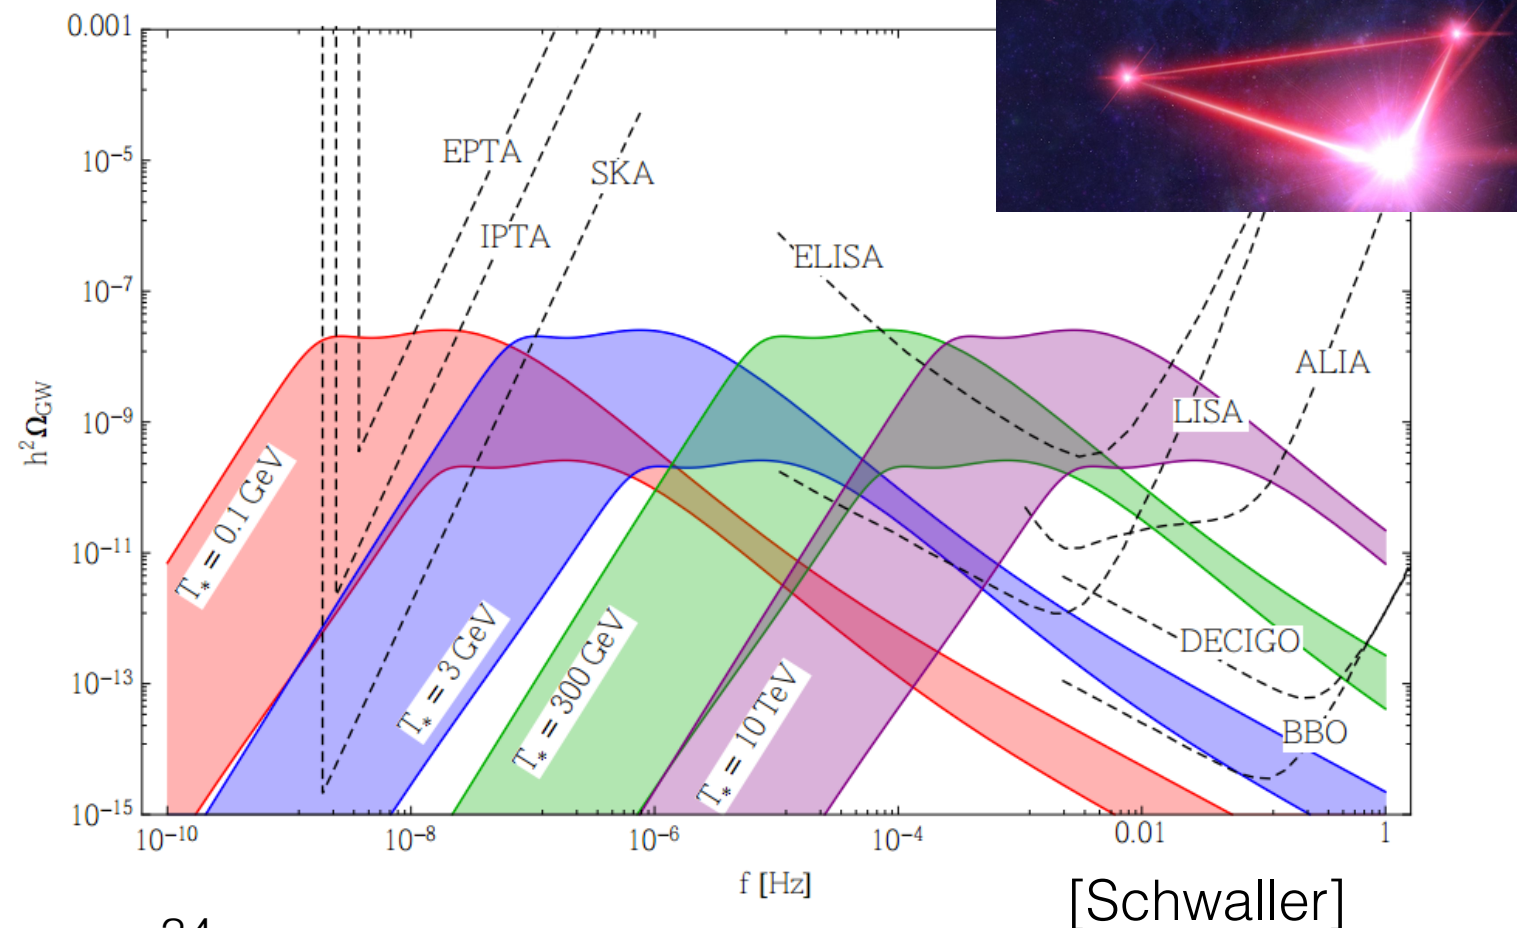 0.001
10⁻⁵
10⁻⁷
10⁻⁹
10⁻¹¹
10⁻¹³
10⁻¹⁵
h² Ω_GW
EPTA
IPTA
SKA
ELISA
ALIA
LISA
DECIGO
BBO
T* = 0.1 GeV
T* = 3 GeV
T* = 300 GeV
T* = 10 TeV
10⁻¹⁰ 10⁻⁸ 10⁻⁶ 10⁻⁴ 0.01 1
f [Hz]
[Schwaller]